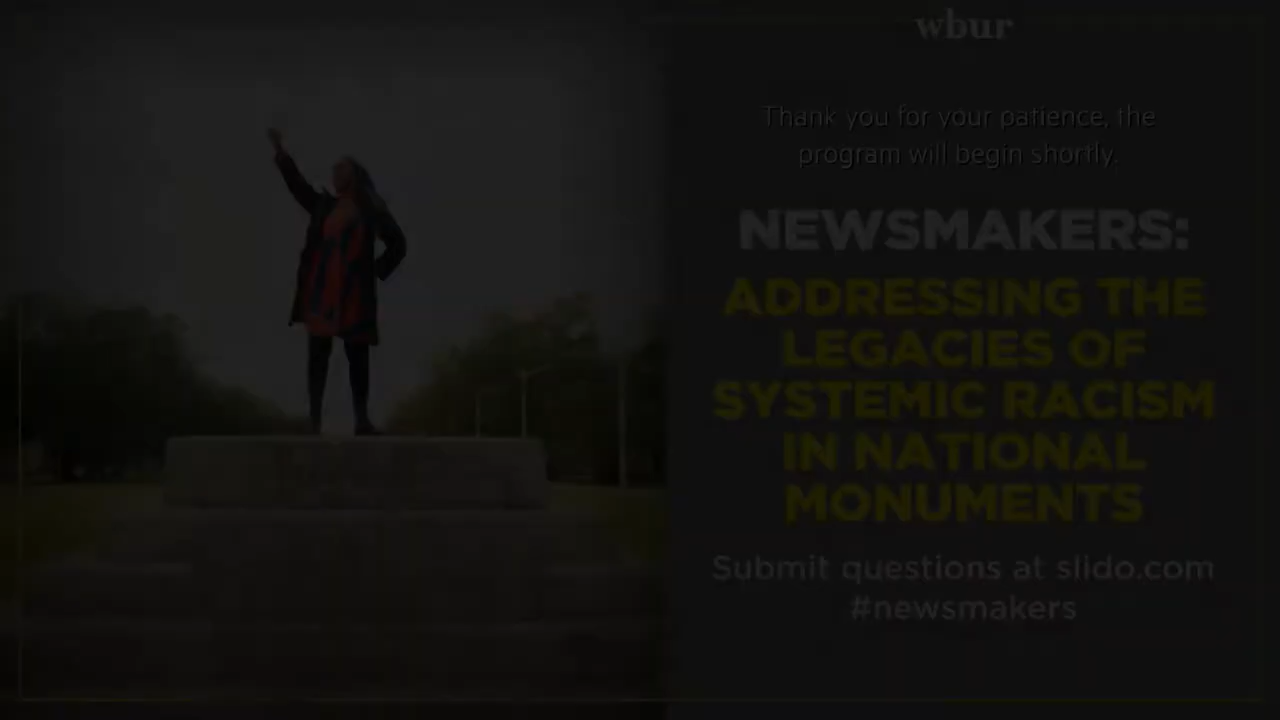 wbur
Thank you for your patience, the
program will begin shortly.
NEWSMAKERS:
ADDRESSING THE
LEGACIES OF
SYSTEMIC RACISM
IN NATIONAL
MONUMENTS
Submit questions at slido.com
#newsmakers